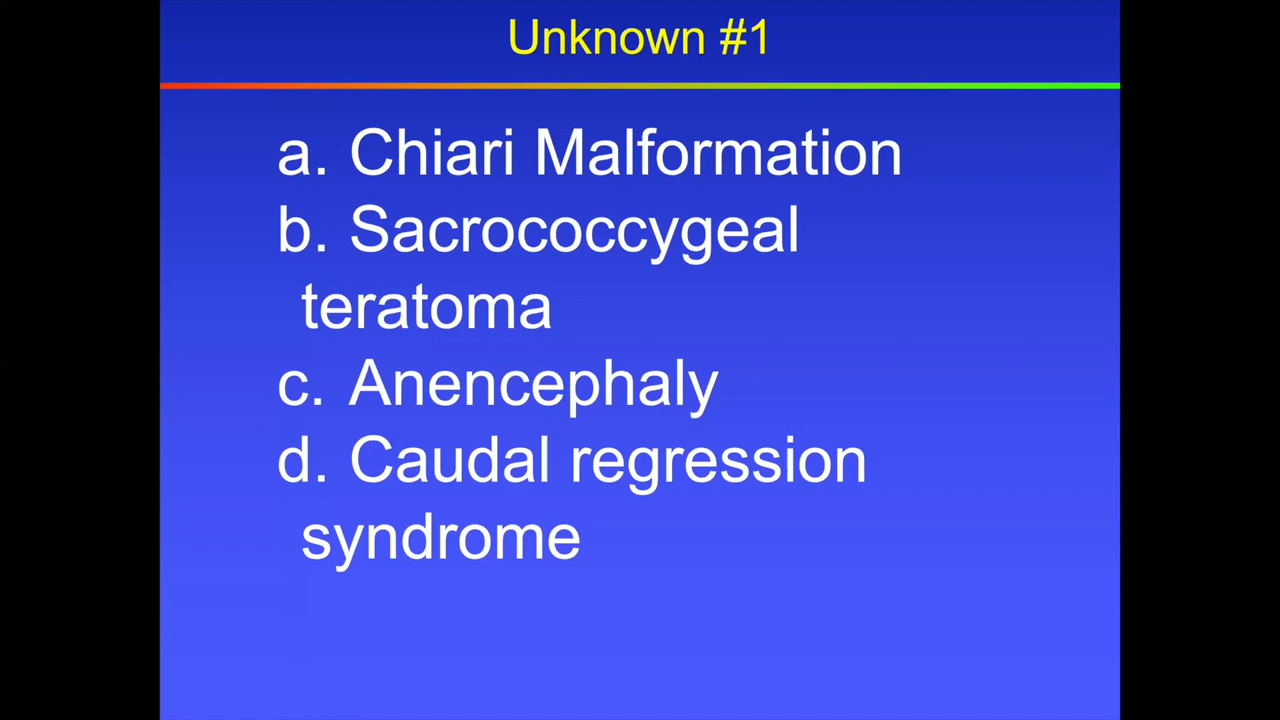 Unknown #1
a. Chiari Malformation
b. Sacrococcygeal
teratoma
c. Anencephaly
d. Caudal regression
syndrome